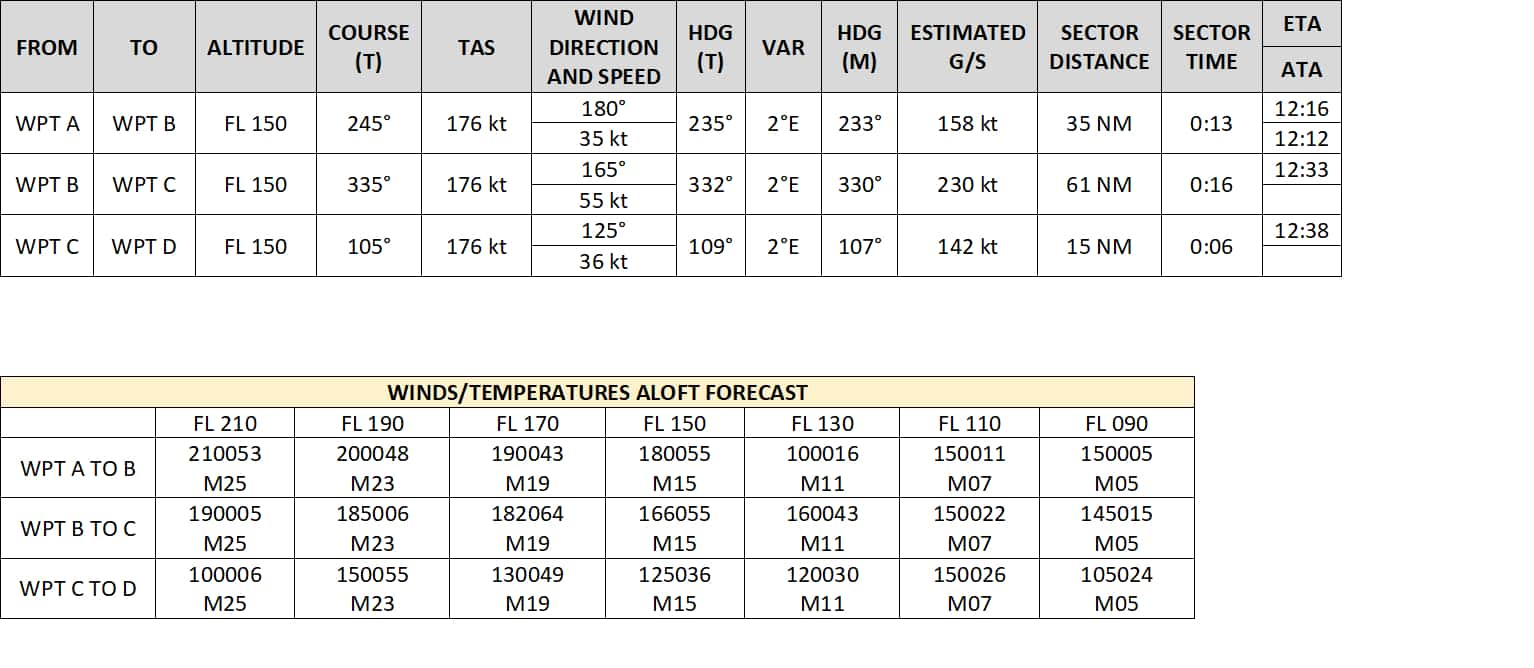 FROM TO ALTITUDE COURSE (T) TAS WIND DIRECTION AND SPEED HDG (T) VAR HDG (M) ESTIMATED G/S SECTOR DISTANCE SECTOR TIME ETA ATA
WPT A WPT B FL 150 245° 176 kt 180° 35 kt 235° 2°E 233° 158 kt 35 NM 0:13 12:16 12:12
WPT B WPT C FL 150 335° 176 kt 165° 55 kt 332° 2°E 330° 230 kt 61 NM 0:16 12:33
WPT C WPT D FL 150 105° 176 kt 125° 36 kt 109° 2°E 107° 142 kt 15 NM 0:06 12:38
WINDS/TEMPERATURES ALOFT FORECAST
FL 210 FL 190 FL 170 FL 150 FL 130 FL 110 FL 090
WPT A TO B
210053 200048 190043 180055 100016 150011 150005
M25 M23 M19 M15 M11 M07 M05
WPT B TO C
190005 185006 182064 166055 160043 150022 145015
M25 M23 M19 M15 M11 M07 M05
WPT C TO D
100006 150055 130049 125036 120030 150026 105024
M25 M23 M19 M15 M11 M07 M05